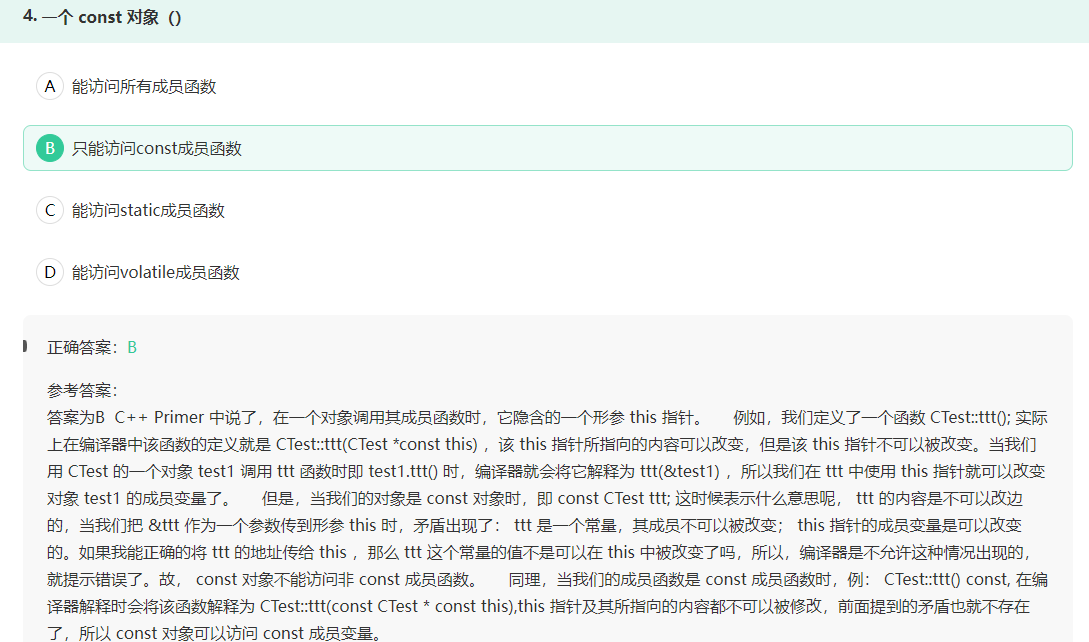 4. 一个 const 对象（）
A 能访问所有成员函数
B 只能访问const成员函数
C 能访问static成员函数
D 能访问volatile成员函数
正确答案： B
参考答案：
答案为B C++ Primer 中说了，在一个对象调用其成员函数时，它隐含的一个形参 this 指针。 例如，我们定义了一个函数 CTest::ttt(); 实际
上在编译器中该函数的定义就是 CTest::ttt(CTest *const this) ，该 this 指针所指向的内容可以改变，但是该 this 指针不可以被改变。当我们
用 CTest 的一个对象 test1 调用 ttt 函数时即 test1.ttt() 时，编译器就会将它解释为 ttt(&test1) ，所以我们在 ttt 中使用 this 指针就可以改变
对象 test1 的成员变量了。 但是，当我们的对象是 const 对象时，即 const CTest ttt; 这时候表示什么意思呢， ttt 的内容是不可以改边
的，当我们把 &ttt 作为一个参数传到形参 this 时，矛盾出现了： ttt 是一个常量，其成员不可以被改变； this 指针的成员变量是可以改变
的。如果我能正确的将 ttt 的地址传给 this ，那么 ttt 这个常量的值不是可以在 this 中被改变了吗，所以，编译器是不允许这种情况出现的，
就提示错误了。故， const 对象不能访问非 const 成员函数。 同理，当我们的成员函数是 const 成员函数时，例： CTest::ttt() const, 在编
译器解释时会将该函数解释为 CTest::ttt(const CTest * const this),this 指针及其所指向的内容都不可以被修改，前面提到的矛盾也就不存在
了，所以 const 对象可以访问 const 成员变量。